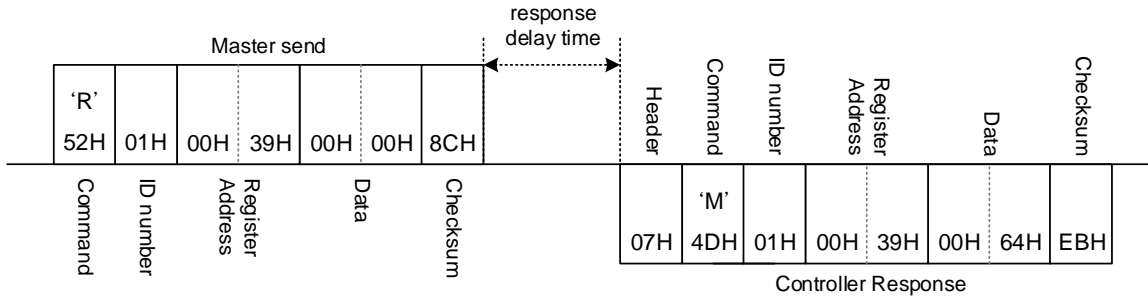 response
delay time
Master send
'R'
52H 01H 00H 39H 00H 00H 8CH
Command
ID number
Register
Address
Data
Checksum
Header
Command
ID number
Register
Address
Data
Checksum
'M'
07H 4DH 01H 00H 39H 00H 64H EBH
Controller Response